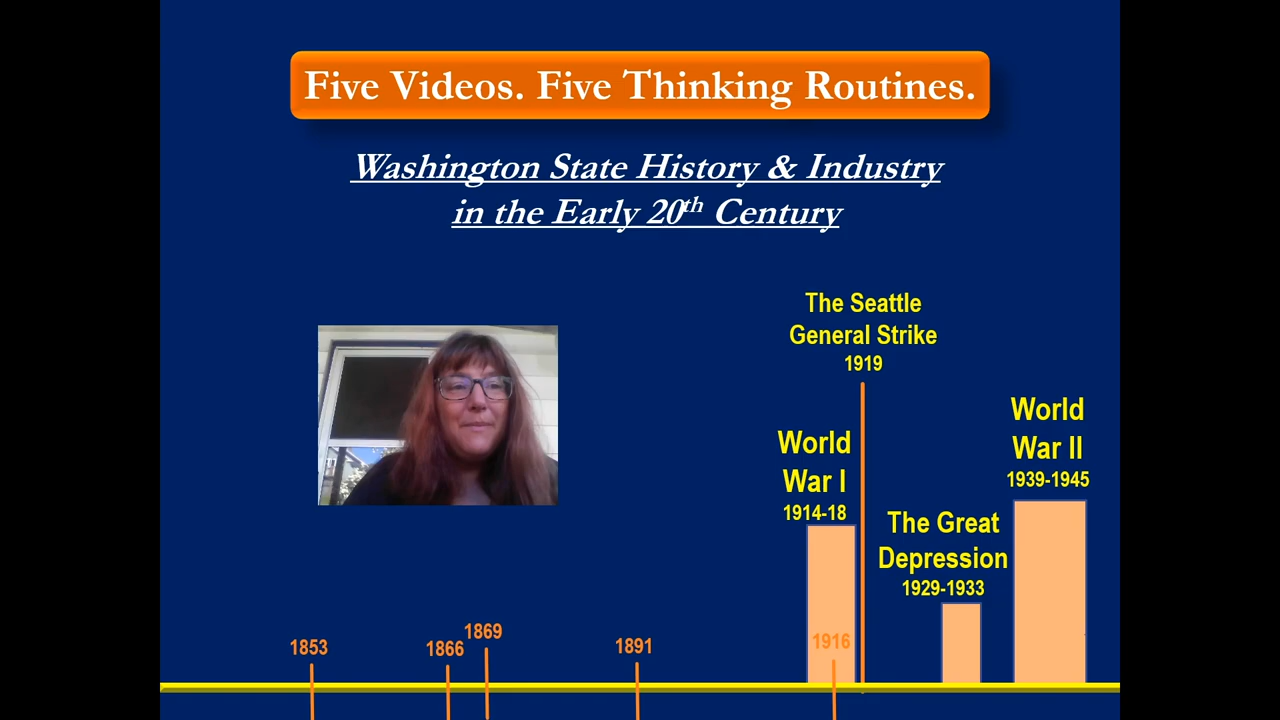 Five Videos. Five Thinking Routines.
Washington State History & Industry
in the Early 20th Century
The Seattle
General Strike
1919
World
War I
1914-18
World
War II
1939-1945
The Great
Depression
1929-1933
1853
1866
1869
1891
1916